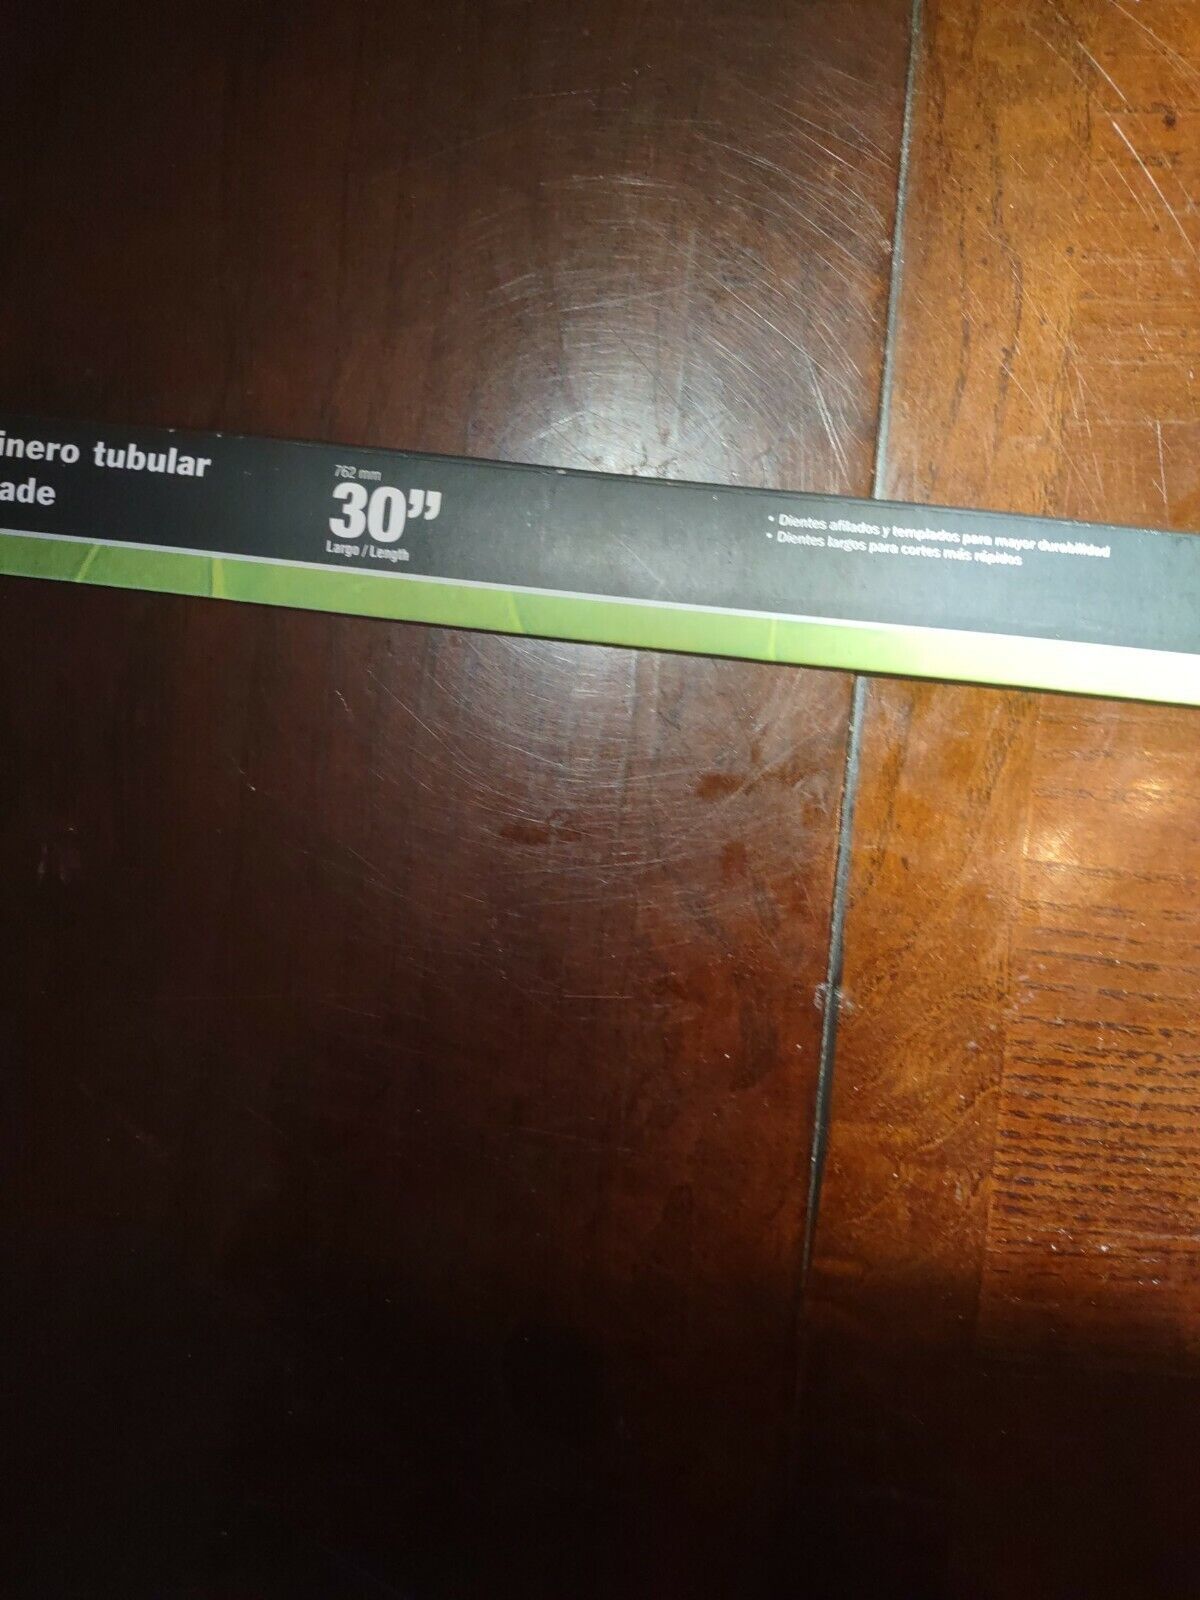 inero tubular
ade
762 mm
30”
Largo / Length
• Dientes afilados y templados para mayor durabilidad
• Dientes largos para cortes más rápidos